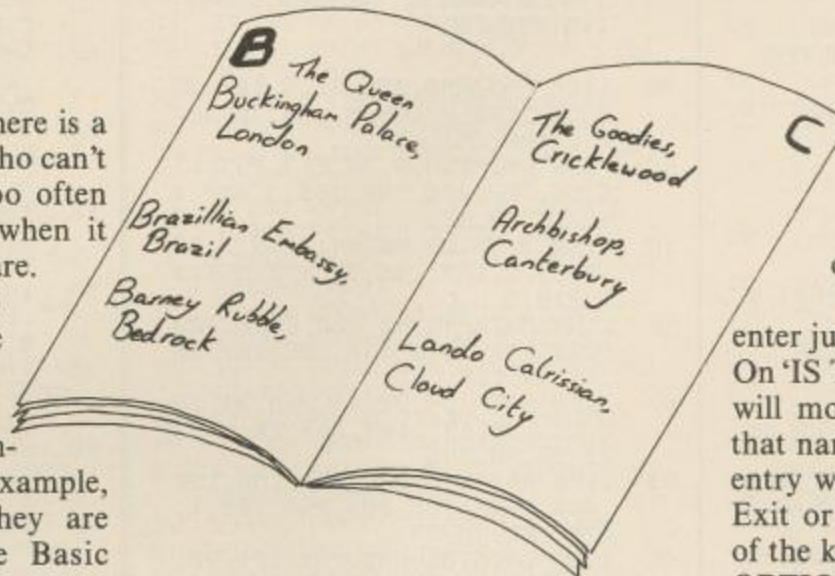 here is a
ho can't
oo often
when it
are.
n-
example,
hey are
e Basic
B
The Queen
Buckingham Palace,
London
Brazillian Embassy,
Brazil
Barney Rubble,
Bedrock
C
The Goodies,
Cricklewood
Archbishop,
Canterbury
Lando Calrissian,
Cloud City
enter ju
On 'IS
will mo
that nar
entry w
Exit or
of the k